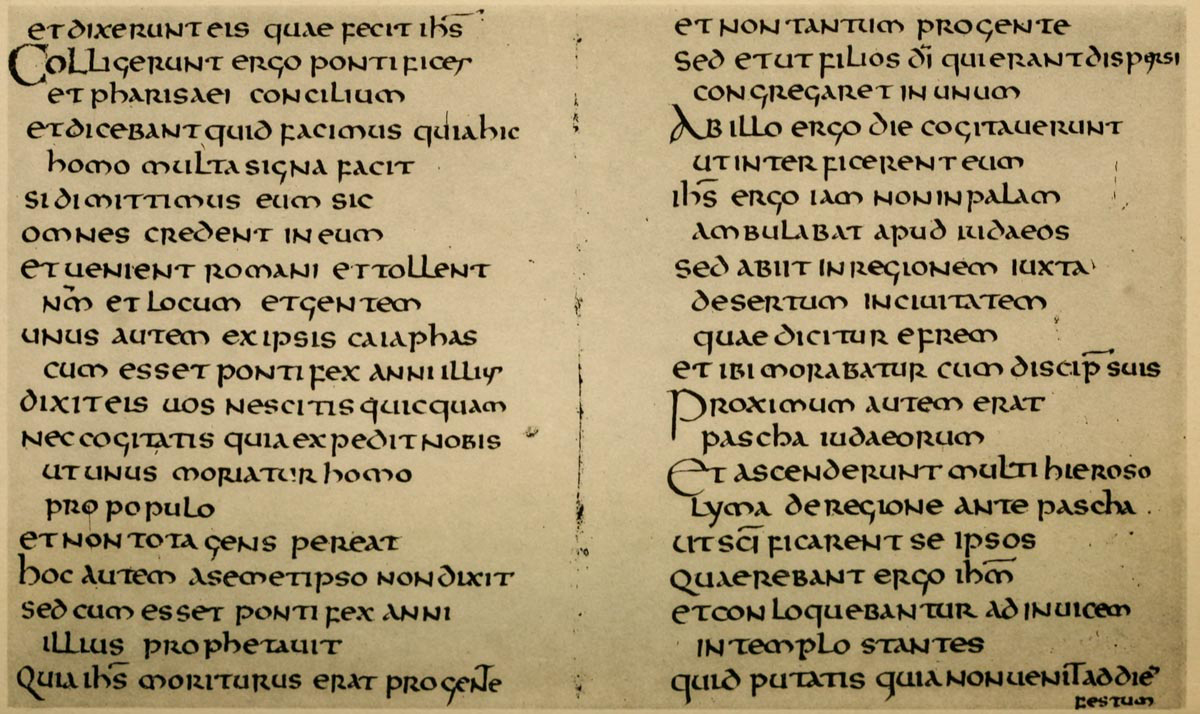 et dixerunt eis quae fecit ihs̅
Colligerunt ergo pontifices
et pharisaei concilium
et dicebant quid facimus quia hic
homo multa signa facit
si dimittimus eum sic
omnes credent in eum
et uenient romani et tollent
nm̅ et locum et gentem
unus autem ex ipsis caiaphas
cum esset pontifex anni illius
dixit eis uos nescitis quicquam
nec cogitatis quia expedit nobis
ut unus moriatur homo
pro populo
et non tota gens pereat
hoc autem a semetipso non dixit
sed cum esset pontifex anni
illius prophetauit
Quia ihs̅ moriturus erat pro gente
et non tantum pro gente
sed et ut filios di̅ qui erant dispersi
congregaret in unum
Ab illo ergo die cogitauerunt
ut interficerent eum
ihs̅ ergo iam non in palam
ambulabat apud iudaeos
sed abiit in regionem iuxta
desertum in ciuitatem
quae dicitur efrem
et ibi morabatur cum discip̅ suis
Proximum autem erat
pascha iudaeorum
Et ascenderunt multi hieroso
lyma de regione ante pascha .
ut sci̅ficarent se ipsos
quaerebant ergo ihm̅
et conloquebantur ad inuicem
in templo stantes
quid putatis quia non uenit ad die̅
festum